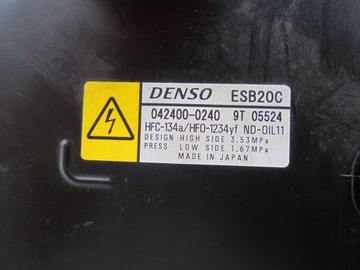 DENSO ESB20C
042400-0240 9T 05524
HFC-134a/HFO-1234yf ND-OIL11
DESIGN HIGH SIDE 3.53MPa
PRESS LOW SIDE 1.67MPa
MADE IN JAPAN